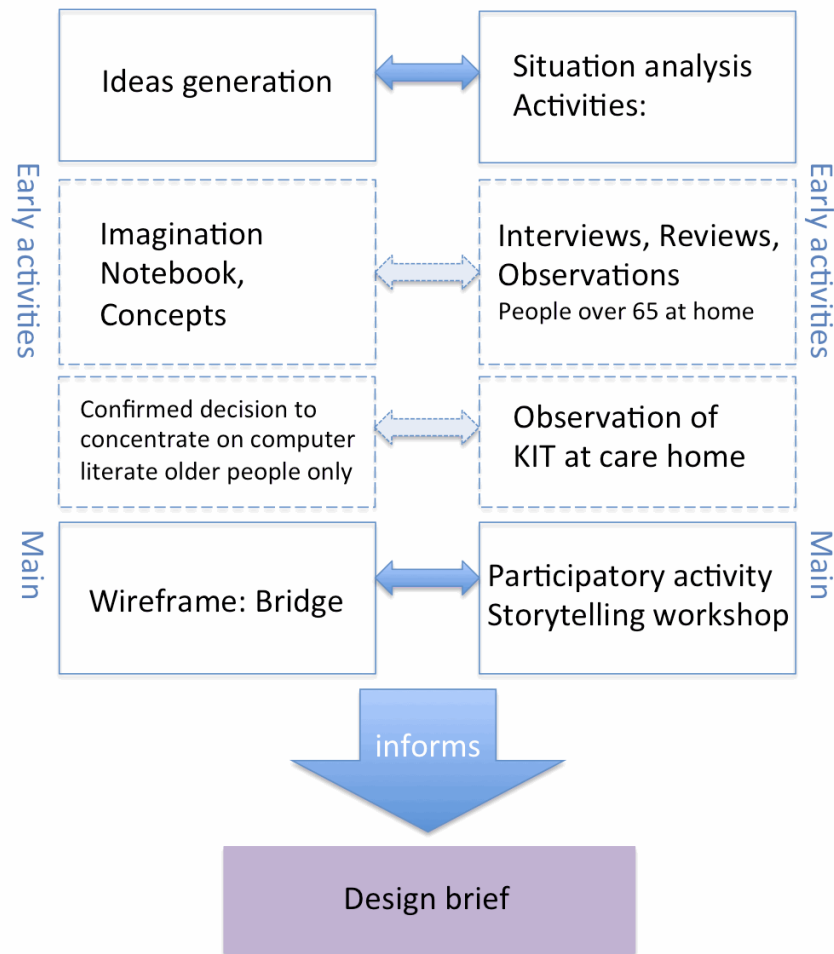 Ideas generation
Situation analysis
Activities:
Early activities
Imagination
Notebook,
Concepts
Interviews, Reviews,
Observations
People over 65 at home
Early activities
Confirmed decision to
concentrate on computer
literate older people only
Observation of
KIT at care home
Main
Wireframe: Bridge
Participatory activity
Storytelling workshop
Main
informs
Design brief